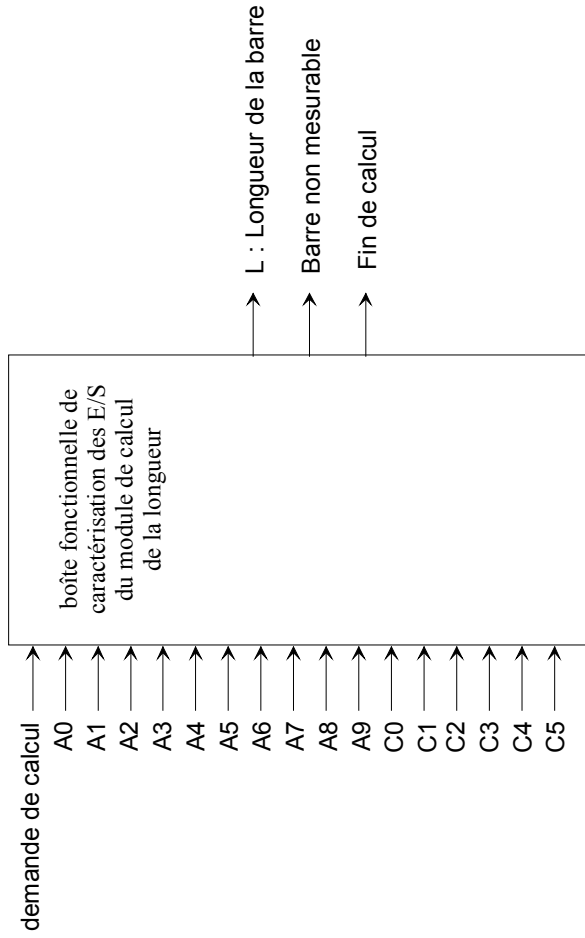 demande de calcul
A0
A1
A2
A3
A4
A5
A6
A7
A8
A9
C0
C1
C2
C3
C4
C5
boîte fonctionnelle de
caractérisation des E/S
du module de calcul
de la longueur
L : Longueur de la barre
Barre non mesurable
Fin de calcul